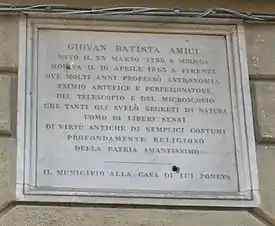 GIOVAN BATISTA AMICI
NATO IL 25 MARZO 1786 A MODENA
MORIVA IL 10 APRILE 1863 A FIRENZE
OVE MOLTI ANNI PROFESSÒ ASTRONOMIA
ESIMIO ARTEFICE E PERFEZIONATORE
DEL TELESCOPIO E DEL MICROSCOPIO
CHE TANTI GLI SVELÒ SEGRETI DI NATURA
UOMO DI LIBERI SENSI
DI VIRTÙ ANTICHE DI SEMPLICI COSTUMI
PROFONDAMENTE RELIGIOSO
DELLA PATRIA AMANTISSIMO
IL MUNICIPIO ALLA CASA DI LUI PONEVA